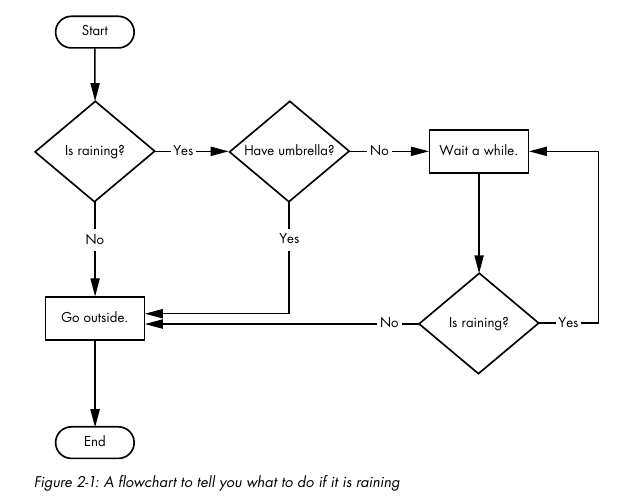 Start
Is raining?
Yes
Have umbrella?
No
Wait a while.
No
Yes
Go outside.
No
Is raining?
Yes
End
Figure 2-1: A flowchart to tell you what to do if it is raining